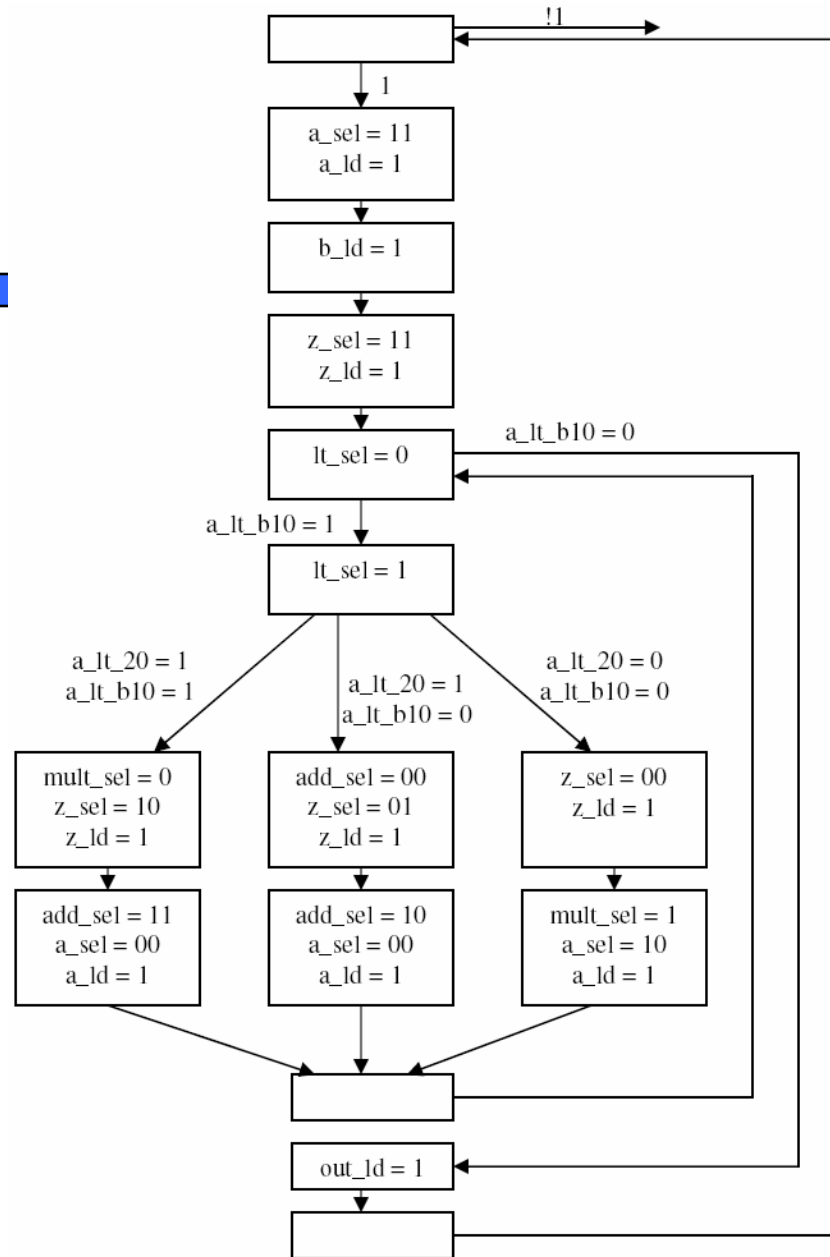 !1
1
a_sel = 11
a_ld = 1
b_ld = 1
z_sel = 11
z_ld = 1
a_lt_b10 = 0
lt_sel = 0
a_lt_b10 = 1
lt_sel = 1
a_lt_20 = 1
a_lt_b10 = 1
a_lt_20 = 1
a_lt_b10 = 0
a_lt_20 = 0
a_lt_b10 = 0
mult_sel = 0
z_sel = 10
z_ld = 1
add_sel = 00
z_sel = 01
z_ld = 1
z_sel = 00
z_ld = 1
add_sel = 11
a_sel = 00
a_ld = 1
add_sel = 10
a_sel = 00
a_ld = 1
mult_sel = 1
a_sel = 10
a_ld = 1
out_ld = 1